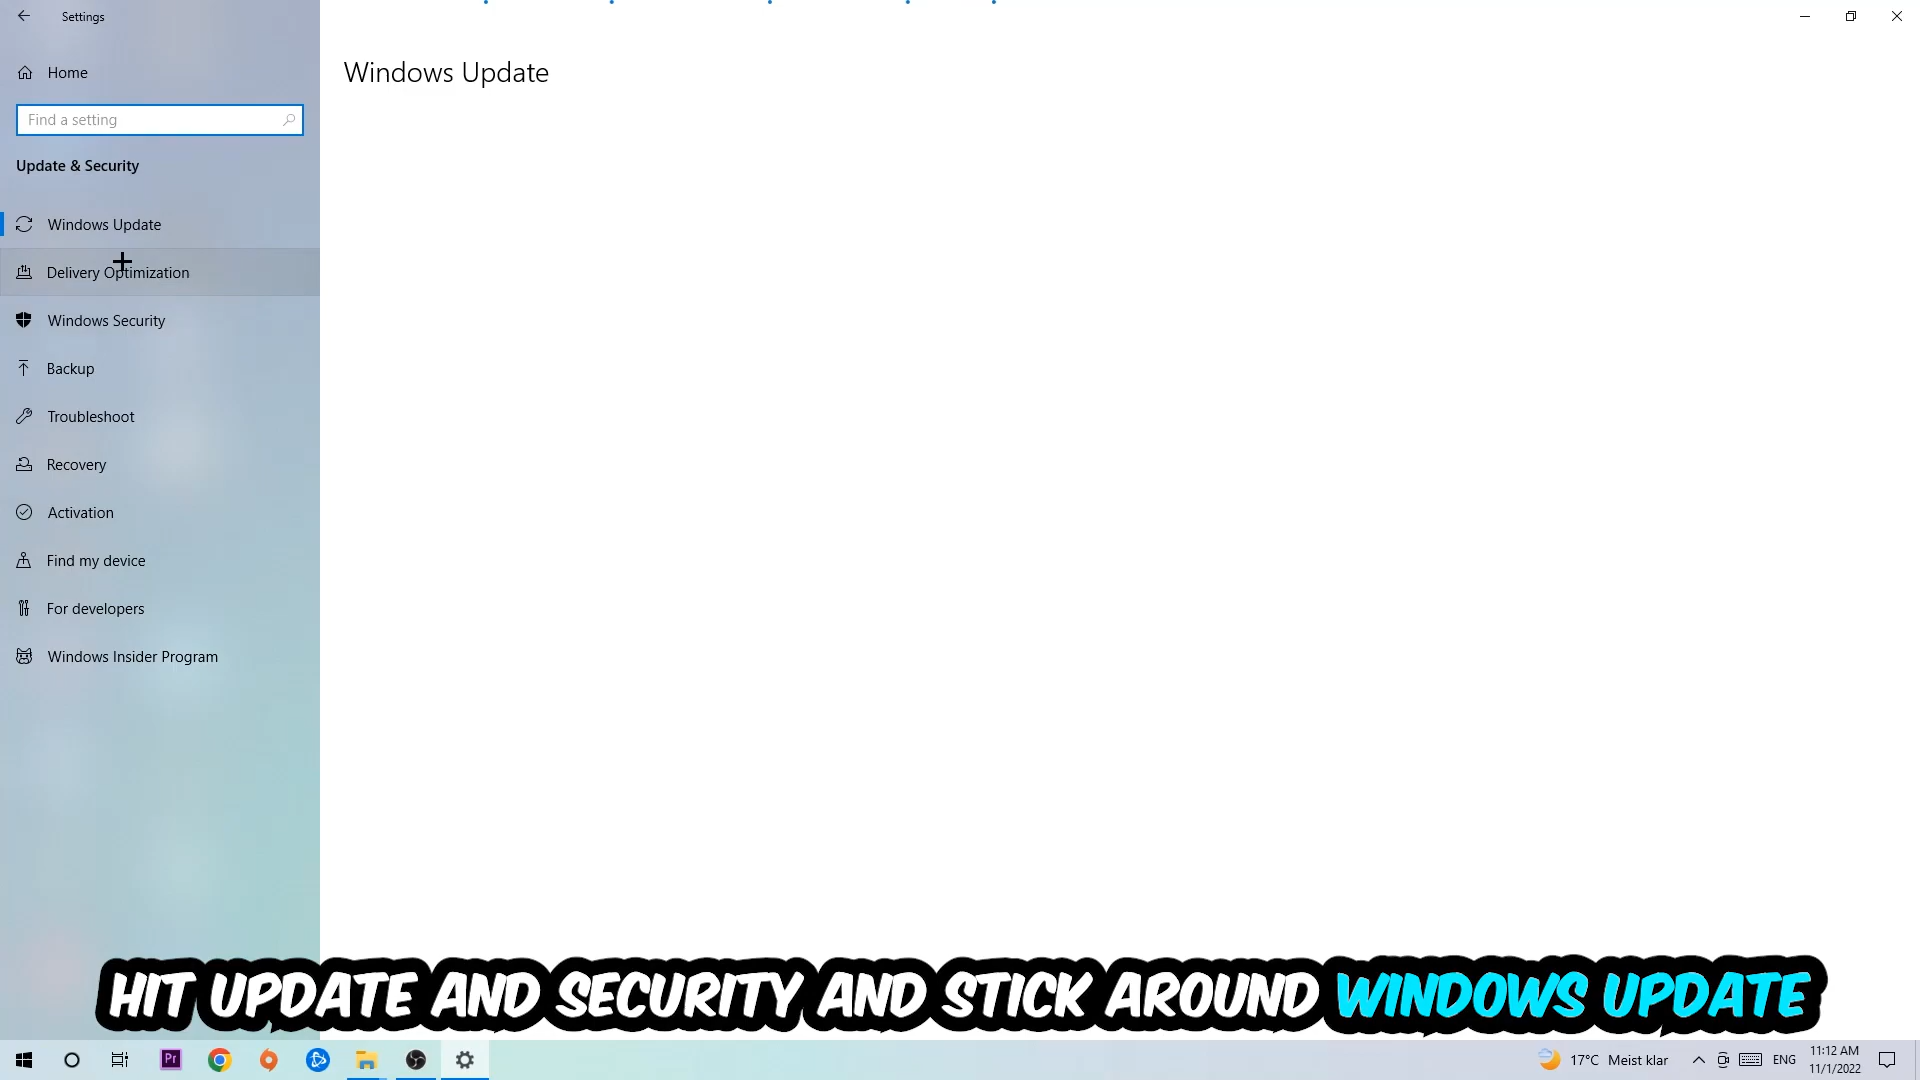 Settings
Home
Find a setting
Update & Security
Windows Update
Delivery Optimization
Windows Security
Backup
Troubleshoot
Recovery
Activation
Find my device
For developers
Windows Insider Program
Windows Update
HIT UPDATE AND SECURITY AND STICK AROUND WINDOWS UPDATE
Pr
17°C Meist klar
ENG
11:12 AM
11/1/2022